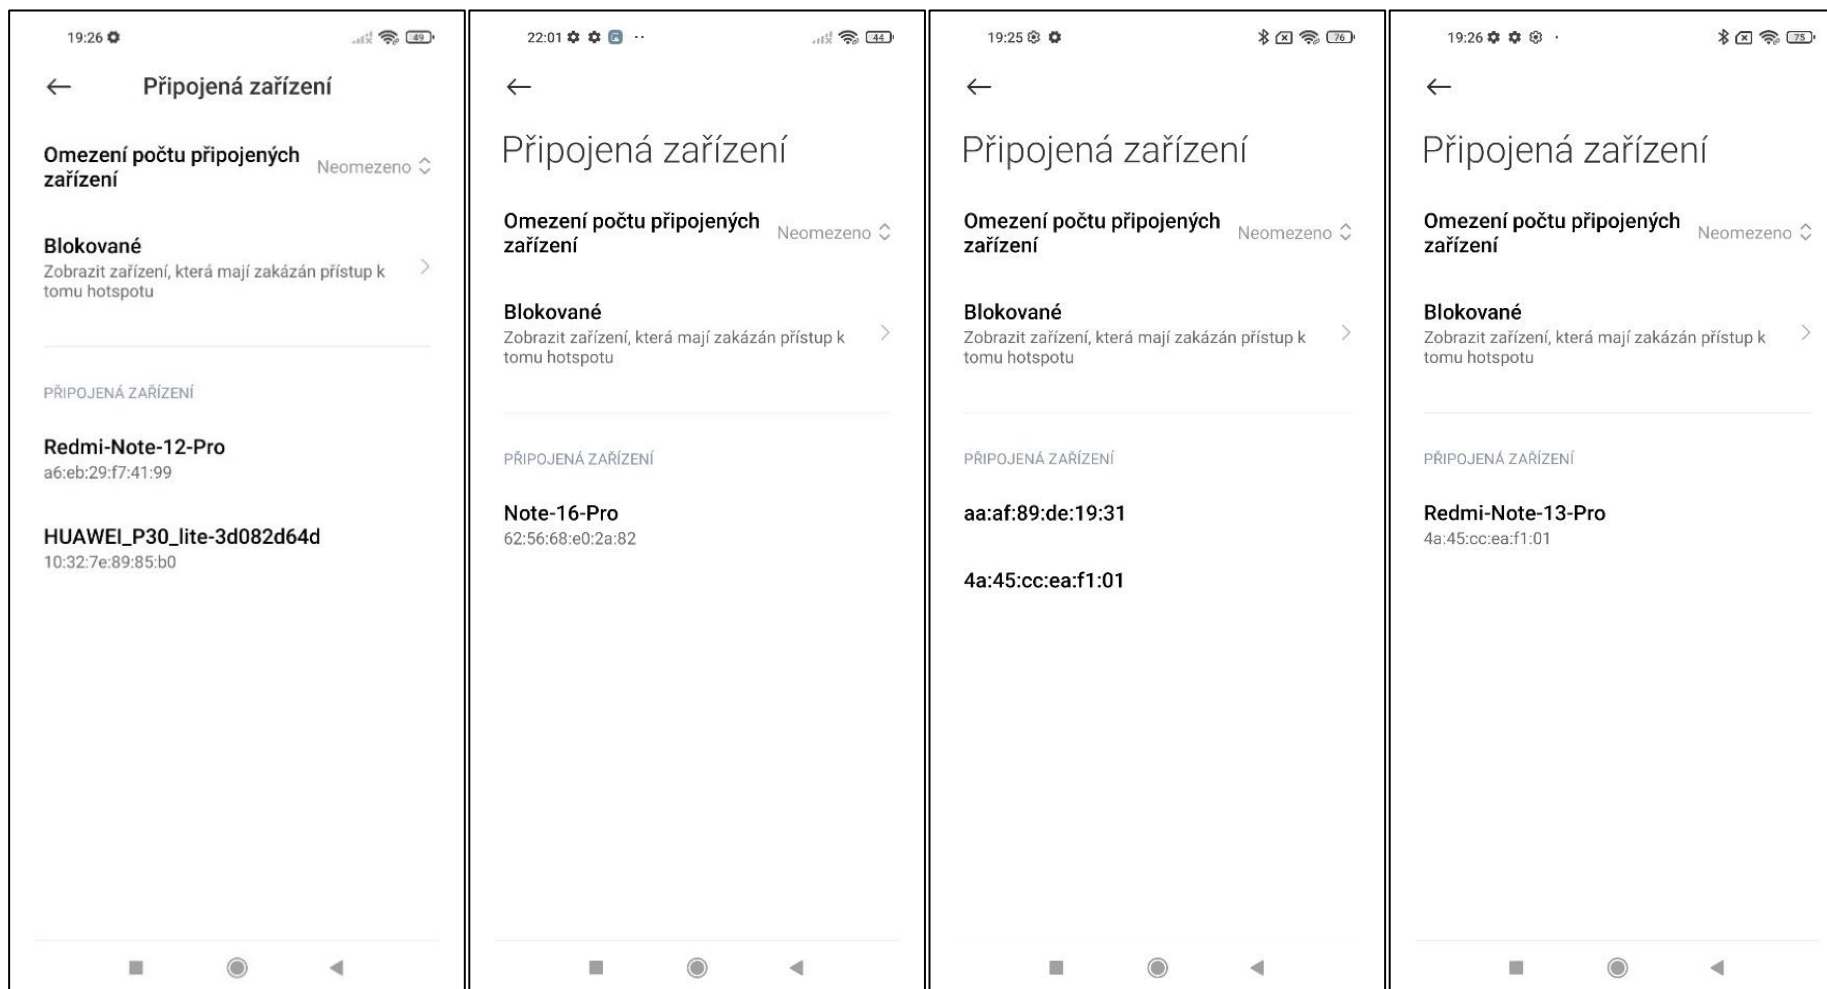 19:26
49
Připojená zařízení
Omezení počtu připojených
zařízení
Neomezeno
Blokované
Zobrazit zařízení, která mají zakázán přístup k
tomu hotspotu
PŘIPOJENÁ ZAŘÍZENÍ
Redmi-Note-12-Pro
a6:eb:29:f7:41:99
HUAWEI_P30_lite-3d082d64d
10:32:7e:89:85:b0
22:01
44
Připojená zařízení
Omezení počtu připojených
zařízení
Neomezeno
Blokované
Zobrazit zařízení, která mají zakázán přístup k
tomu hotspotu
PŘIPOJENÁ ZAŘÍZENÍ
Note-16-Pro
62:56:68:e0:2a:82
19:25
76
Připojená zařízení
Omezení počtu připojených
zařízení
Neomezeno
Blokované
Zobrazit zařízení, která mají zakázán přístup k
tomu hotspotu
PŘIPOJENÁ ZAŘÍZENÍ
aa:af:89:de:19:31
4a:45:cc:ea:f1:01
19:26
75
Připojená zařízení
Omezení počtu připojených
zařízení
Neomezeno
Blokované
Zobrazit zařízení, která mají zakázán přístup k
tomu hotspotu
PŘIPOJENÁ ZAŘÍZENÍ
Redmi-Note-13-Pro
4a:45:cc:ea:f1:01